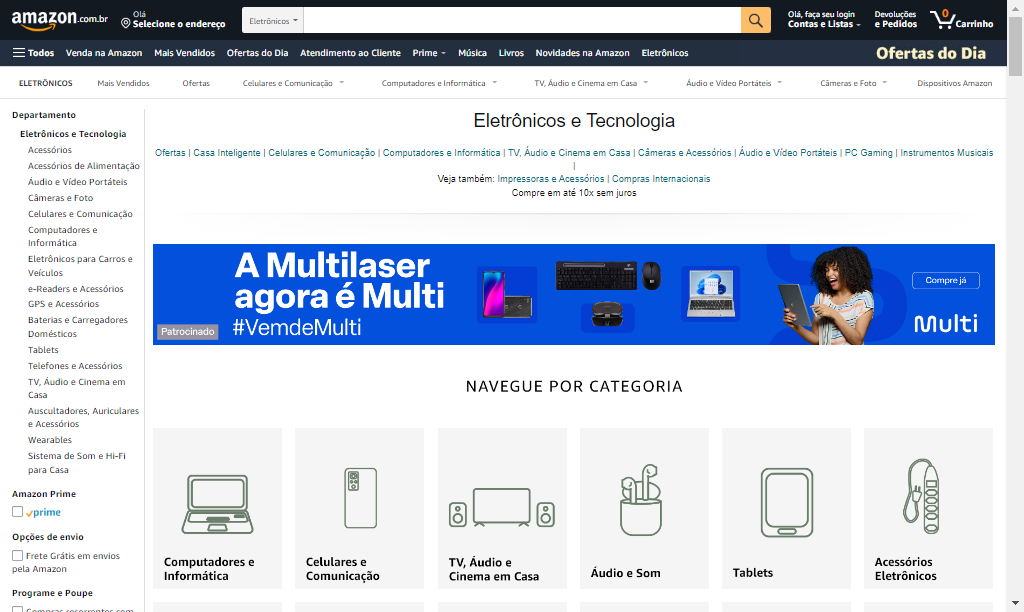 amazon.com.br
Olá
Selecione o endereço
Eletrônicos
Olá, faça seu login
Contas e Listas
Devoluções
e Pedidos
0
Carrinho
Todos
Venda na Amazon
Mais Vendidos
Ofertas do Dia
Atendimento ao Cliente
Prime
Música
Livros
Novidades na Amazon
Eletrônicos
Ofertas do Dia
ELETRÔNICOS
Mais Vendidos
Ofertas
Celulares e Comunicação
Computadores e Informática
TV, Áudio e Cinema em Casa
Áudio e Vídeo Portáteis
Câmeras e Foto
Dispositivos Amazon
Departamento
Eletrônicos e Tecnologia
Acessórios
Acessórios de Alimentação
Áudio e Vídeo Portáteis
Câmeras e Foto
Celulares e Comunicação
Computadores e
Informática
Eletrônicos para Carros e
Veículos
e-Readers e Acessórios
GPS e Acessórios
Baterias e Carregadores
Domésticos
Tablets
Telefones e Acessórios
TV, Áudio e Cinema em
Casa
Auscultadores, Auriculares
e Acessórios
Wearables
Sistema de Som e Hi-Fi
para Casa
Amazon Prime
prime
Opções de envio
Frete Grátis em envios
pela Amazon
Programe e Poupe
Compras recorrentes com
Eletrônicos e Tecnologia
Ofertas | Casa Inteligente | Celulares e Comunicação | Computadores e Informática | TV, Áudio e Cinema em Casa | Câmeras e Acessórios | Áudio e Vídeo Portáteis | PC Gaming | Instrumentos Musicais
|
Veja também: Impressoras e Acessórios | Compras Internacionais
Compre em até 10x sem juros
A Multilaser
agora é Multi
#VemdeMulti
Patrocinado
Compre já
Multi
NAVEGUE POR CATEGORIA
Computadores e
Informática
Celulares e
Comunicação
TV, Áudio e
Cinema em Casa
Áudio e Som
Tablets
Acessórios
Eletrônicos